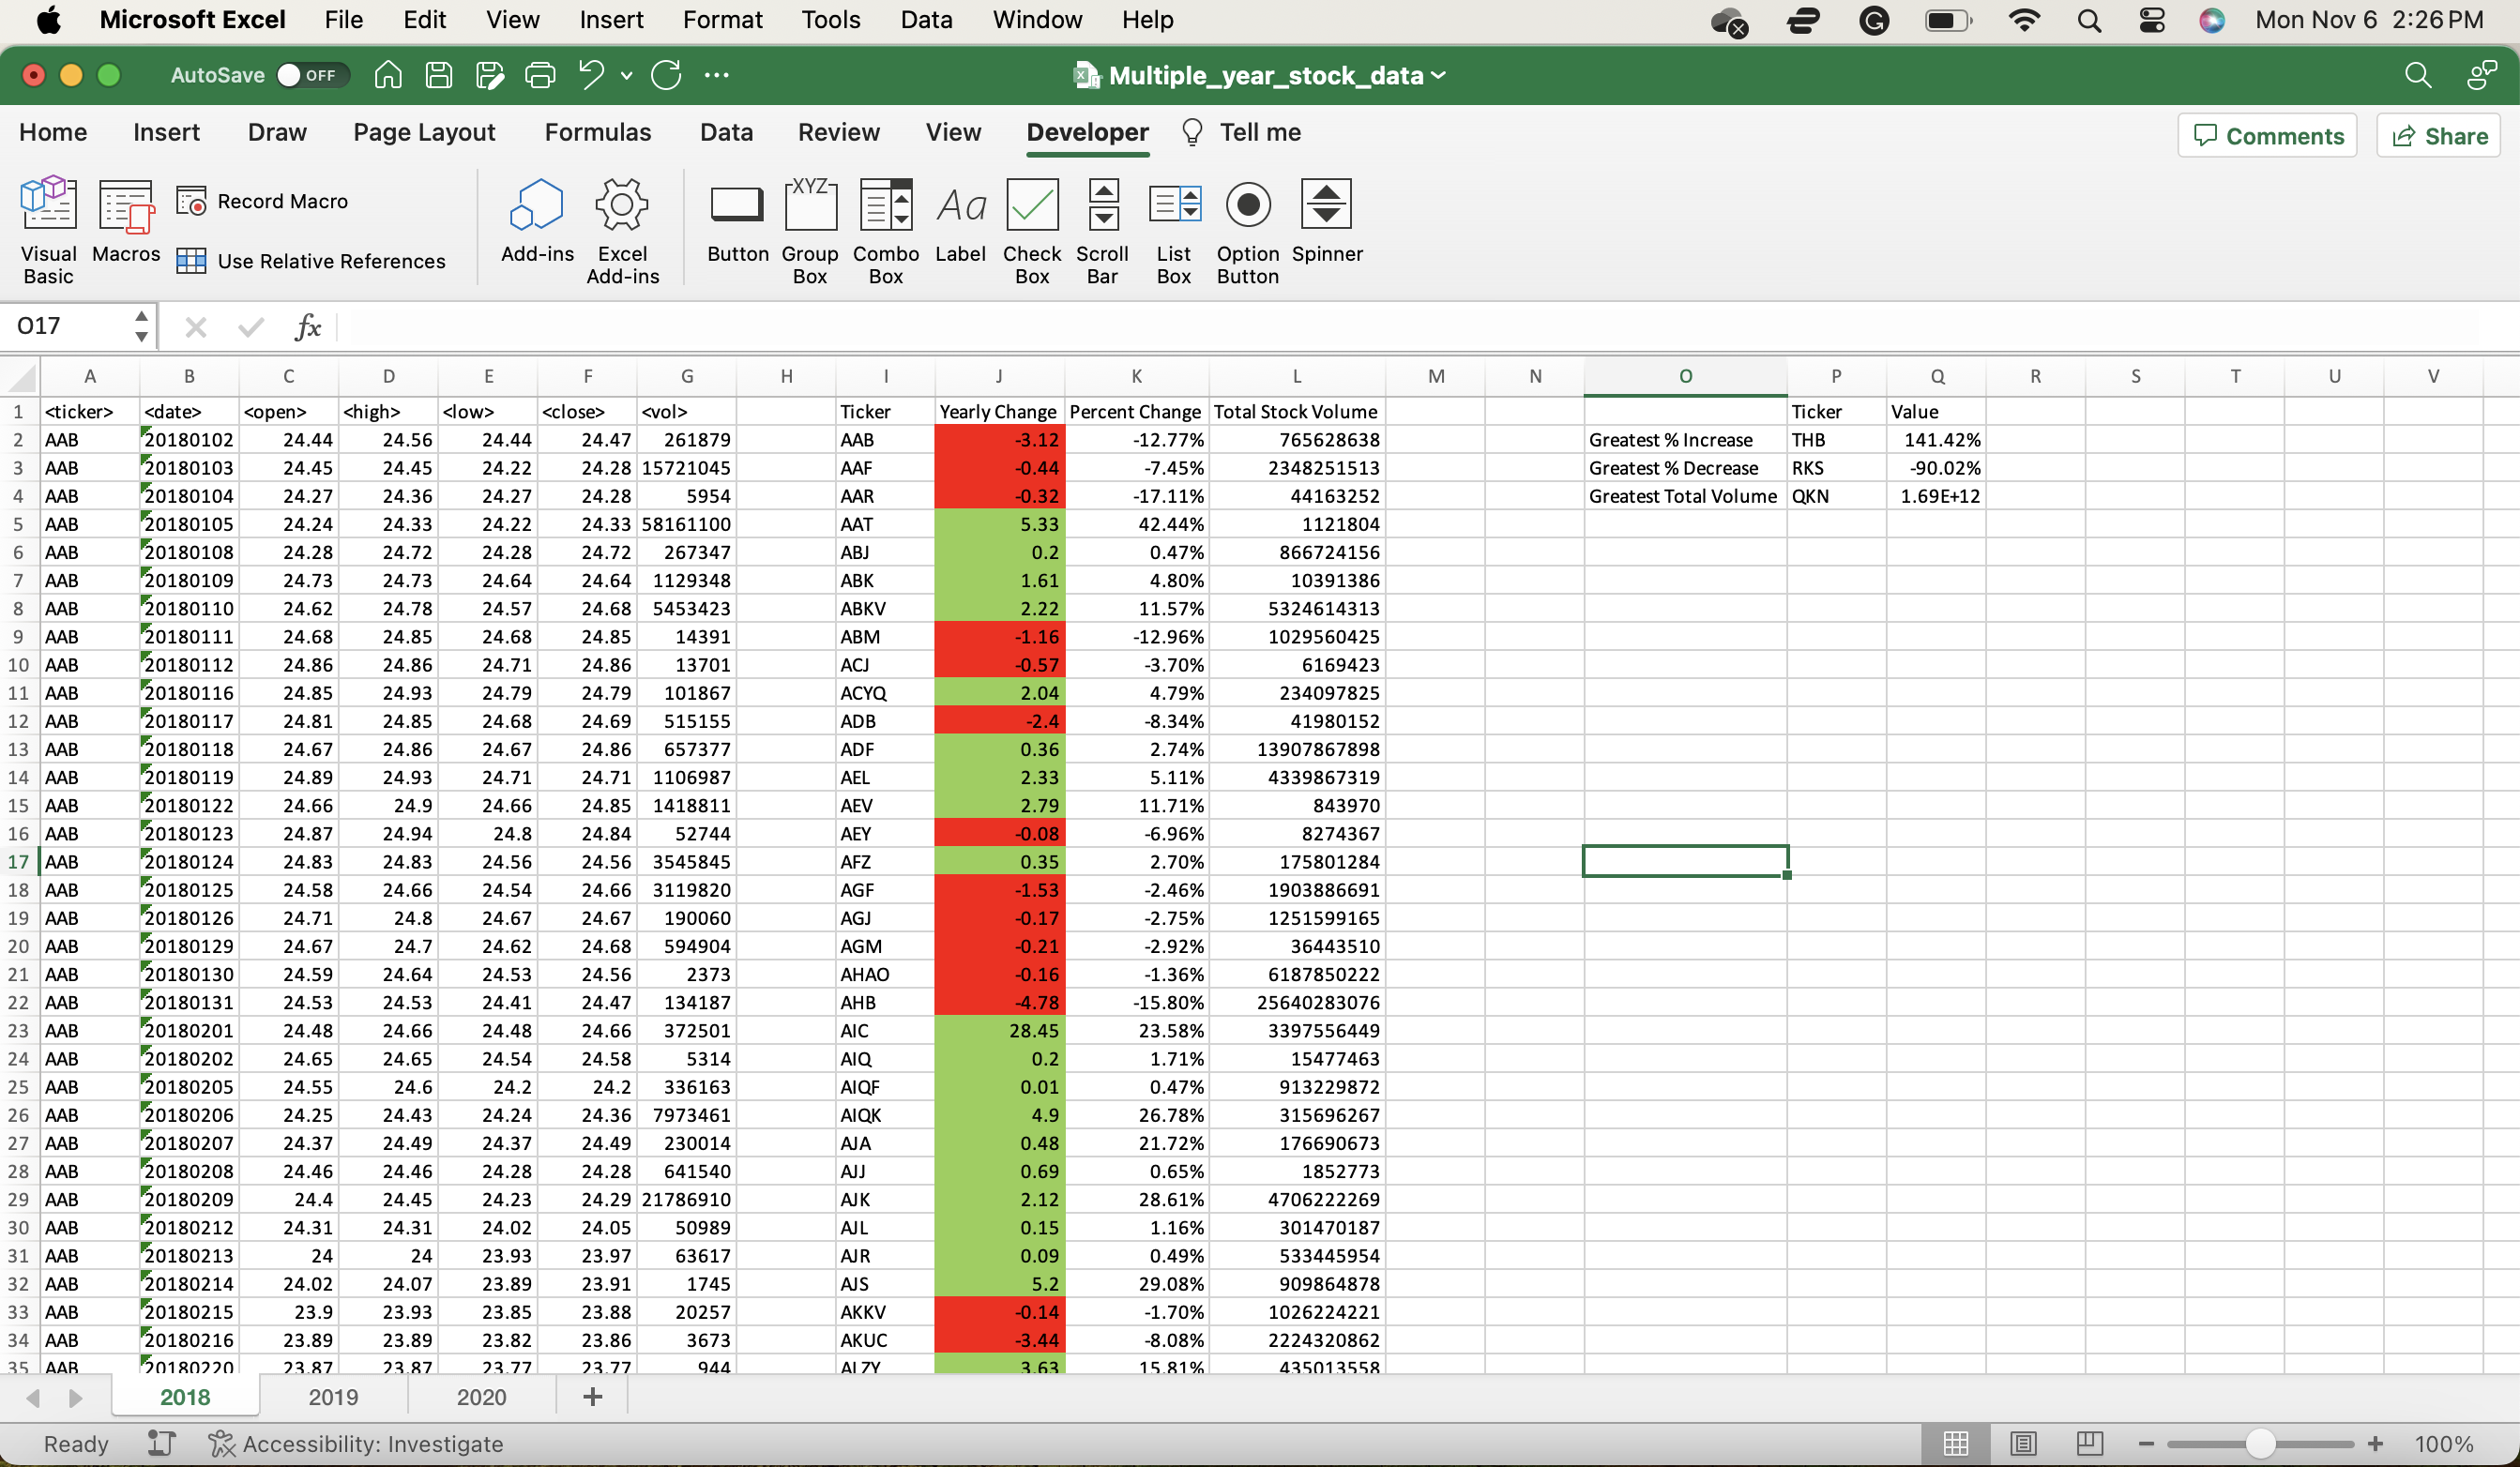 Microsoft Excel File Edit View Insert Format Tools Data Window Help Mon Nov 6 2:26 PM
AutoSave OFF Multiple_year_stock_data
Home Insert Draw Page Layout Formulas Data Review View Developer Tell me Comments Share
Visual Basic Macros Record Macro Use Relative References Add-ins Excel Add-ins Button XYZ Group Box Combo Box Aa Label Check Box Scroll Bar List Box Option Button Spinner
O17 fx
A B C D E F G H I J K L M N O P Q R S T U V
1 <ticker> <date> <open> <high> <low> <close> <vol> Ticker Yearly Change Percent Change Total Stock Volume Ticker Value
2 AAB 20180102 24.44 24.56 24.44 24.47 261879 AAB -3.12 -12.77% 765628638 Greatest % Increase THB 141.42%
3 AAB 20180103 24.45 24.45 24.22 24.28 15721045 AAF -0.44 -7.45% 2348251513 Greatest % Decrease RKS -90.02%
4 AAB 20180104 24.27 24.36 24.27 24.28 5954 AAR -0.32 -17.11% 44163252 Greatest Total Volume QKN 1.69E+12
5 AAB 20180105 24.24 24.33 24.22 24.33 58161100 AAT 5.33 42.44% 1121804
6 AAB 20180108 24.28 24.72 24.28 24.72 267347 ABJ 0.2 0.47% 866724156
7 AAB 20180109 24.73 24.73 24.64 24.64 1129348 ABK 1.61 4.80% 10391386
8 AAB 20180110 24.62 24.78 24.57 24.68 5453423 ABKV 2.22 11.57% 5324614313
9 AAB 20180111 24.68 24.85 24.68 24.85 14391 ABM -1.16 -12.96% 1029560425
10 AAB 20180112 24.86 24.86 24.71 24.86 13701 ACJ -0.57 -3.70% 6169423
11 AAB 20180116 24.85 24.93 24.79 24.79 101867 ACYQ 2.04 4.79% 234097825
12 AAB 20180117 24.81 24.85 24.68 24.69 515155 ADB -2.4 -8.34% 41980152
13 AAB 20180118 24.67 24.86 24.67 24.86 657377 ADF 0.36 2.74% 13907867898
14 AAB 20180119 24.89 24.93 24.71 24.71 1106987 AEL 2.33 5.11% 4339867319
15 AAB 20180122 24.66 24.9 24.66 24.85 1418811 AEV 2.79 11.71% 843970
16 AAB 20180123 24.87 24.94 24.8 24.84 52744 AEY -0.08 -6.96% 8274367
17 AAB 20180124 24.83 24.83 24.56 24.56 3545845 AFZ 0.35 2.70% 175801284
18 AAB 20180125 24.58 24.66 24.54 24.66 3119820 AGF -1.53 -2.46% 1903886691
19 AAB 20180126 24.71 24.8 24.67 24.67 190060 AGJ -0.17 -2.75% 1251599165
20 AAB 20180129 24.67 24.7 24.62 24.68 594904 AGM -0.21 -2.92% 36443510
21 AAB 20180130 24.59 24.64 24.53 24.56 2373 AHAO -0.16 -1.36% 6187850222
22 AAB 20180131 24.53 24.53 24.41 24.47 134187 AHB -4.78 -15.80% 25640283076
23 AAB 20180201 24.48 24.66 24.48 24.66 372501 AIC 28.45 23.58% 3397556449
24 AAB 20180202 24.65 24.65 24.54 24.58 5314 AIQ 0.2 1.71% 15477463
25 AAB 20180205 24.55 24.6 24.2 24.2 336163 AIQF 0.01 0.47% 913229872
26 AAB 20180206 24.25 24.43 24.24 24.36 7973461 AIQK 4.9 26.78% 315696267
27 AAB 20180207 24.37 24.49 24.37 24.49 230014 AJA 0.48 21.72% 176690673
28 AAB 20180208 24.46 24.46 24.28 24.28 641540 AJJ 0.69 0.65% 1852773
29 AAB 20180209 24.4 24.45 24.23 24.29 21786910 AJK 2.12 28.61% 4706222269
30 AAB 20180212 24.31 24.31 24.02 24.05 50989 AJL 0.15 1.16% 301470187
31 AAB 20180213 24 24 23.93 23.97 63617 AJR 0.09 0.49% 533445954
32 AAB 20180214 24.02 24.07 23.89 23.91 1745 AJS 5.2 29.08% 909864878
33 AAB 20180215 23.9 23.93 23.85 23.88 20257 AKKV -0.14 -1.70% 1026224221
34 AAB 20180216 23.89 23.89 23.82 23.86 3673 AKUC -3.44 -8.08% 2224320862
35 AAB 20180220 23.87 23.87 23.77 23.77 944 ALZY 3.63 15.81% 435013558
2018 2019 2020 +
Ready Accessibility: Investigate 100%